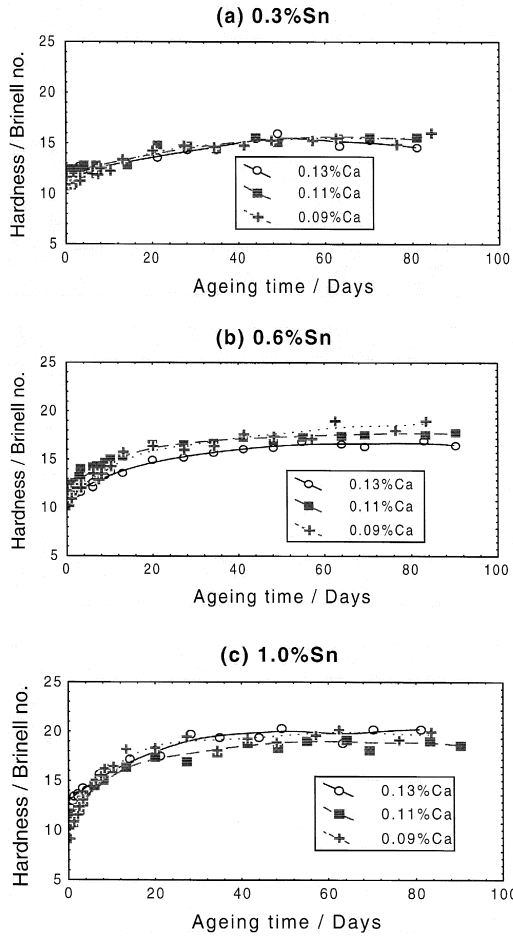 (a) 0.3%Sn
Hardness / Brinell no.
25
20
15
10
5
0.13%Ca
0.11%Ca
0.09%Ca
0 20 40 60 80 100
Ageing time / Days
(b) 0.6%Sn
Hardness / Brinell no.
25
20
15
10
5
0.13%Ca
0.11%Ca
0.09%Ca
0 20 40 60 80 100
Ageing time / Days
(c) 1.0%Sn
Hardness / Brinell no.
25
20
15
10
5
0.13%Ca
0.11%Ca
0.09%Ca
0 20 40 60 80 100
Ageing time / Days